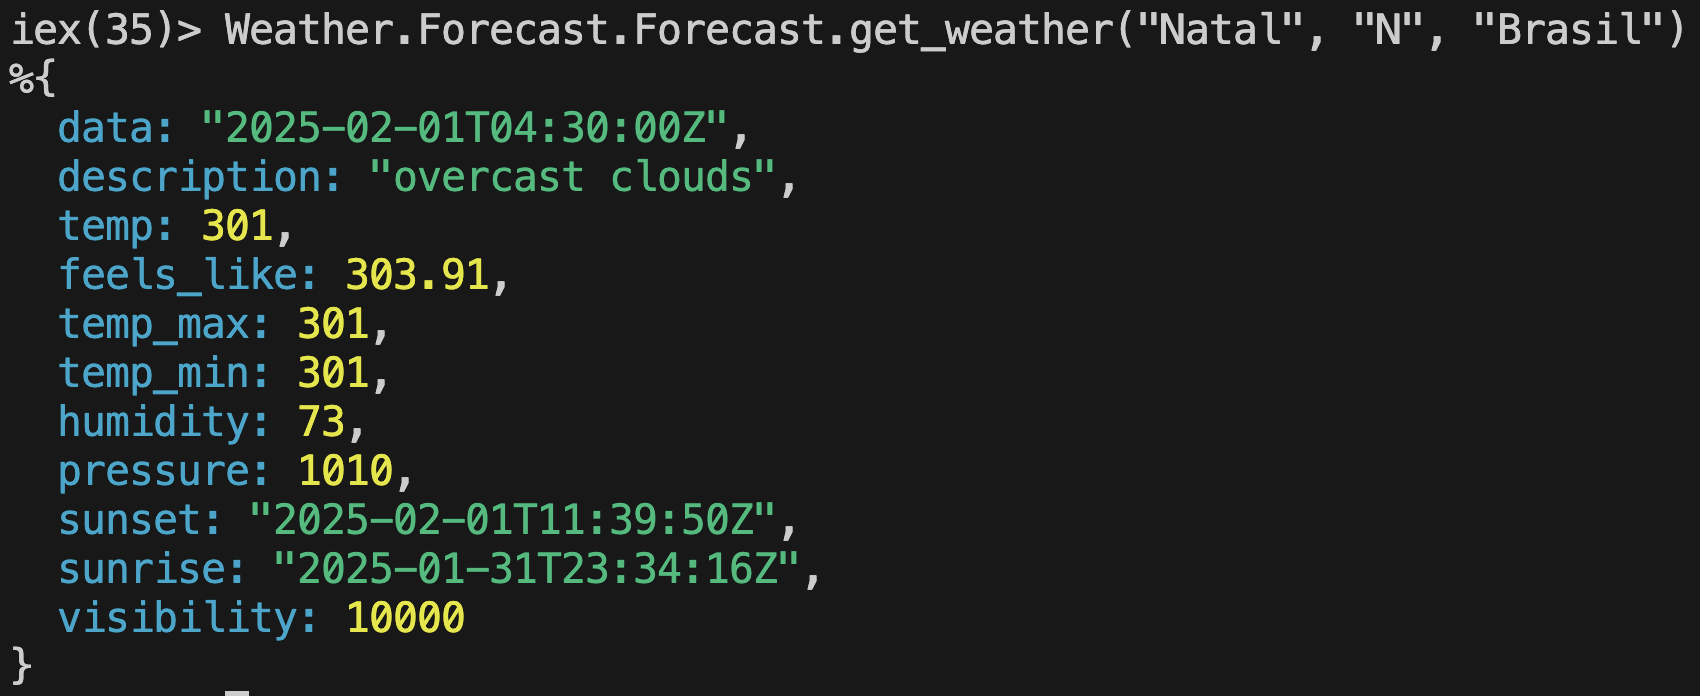 iex(35)> Weather.Forecast.Forecast.get_weather("Natal", "N", "Brasil")
%{
  data: "2025-02-01T04:30:00Z",
  description: "overcast clouds",
  temp: 301,
  feels_like: 303.91,
  temp_max: 301,
  temp_min: 301,
  humidity: 73,
  pressure: 1010,
  sunset: "2025-02-01T11:39:50Z",
  sunrise: "2025-01-31T23:34:16Z",
  visibility: 10000
}